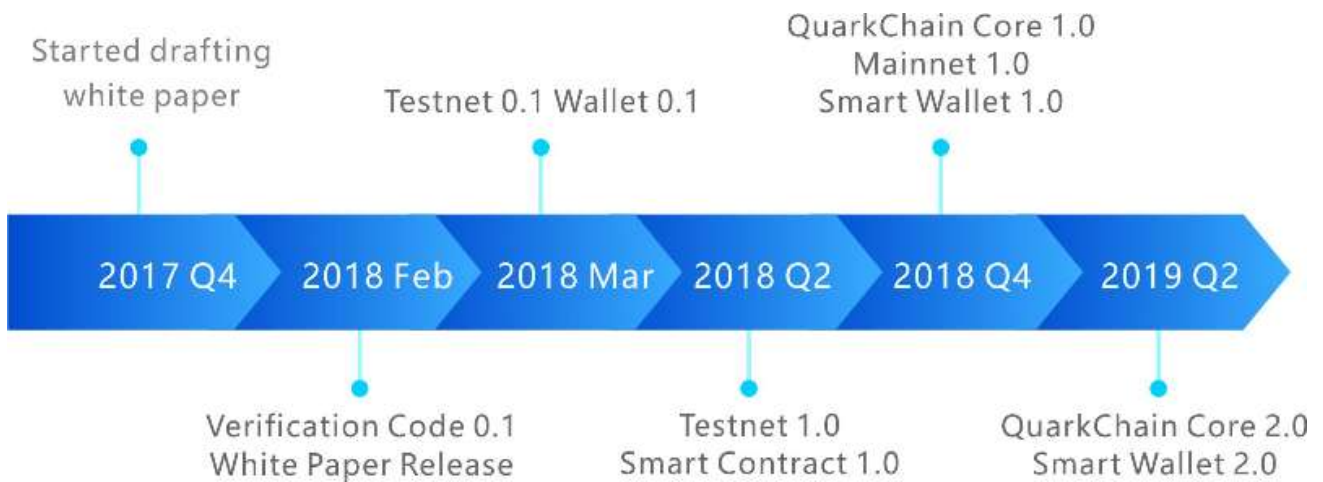 Started drafting
white paper
Testnet 0.1 Wallet 0.1
QuarkChain Core 1.0
Mainnet 1.0
Smart Wallet 1.0
2017 Q4
2018 Feb
2018 Mar
2018 Q2
2018 Q4
2019 Q2
Verification Code 0.1
White Paper Release
Testnet 1.0
Smart Contract 1.0
QuarkChain Core 2.0
Smart Wallet 2.0